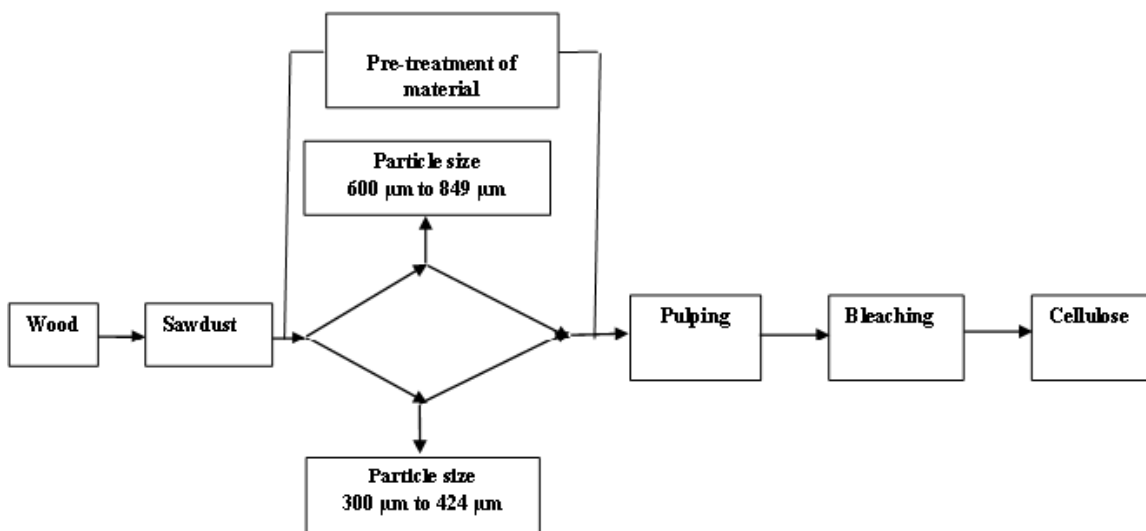 Pre-treatment of
material
Particle size
600 µm to 849 µm
Wood
Sawdust
Pulping
Bleaching
Cellulose
Particle size
300 µm to 424 µm